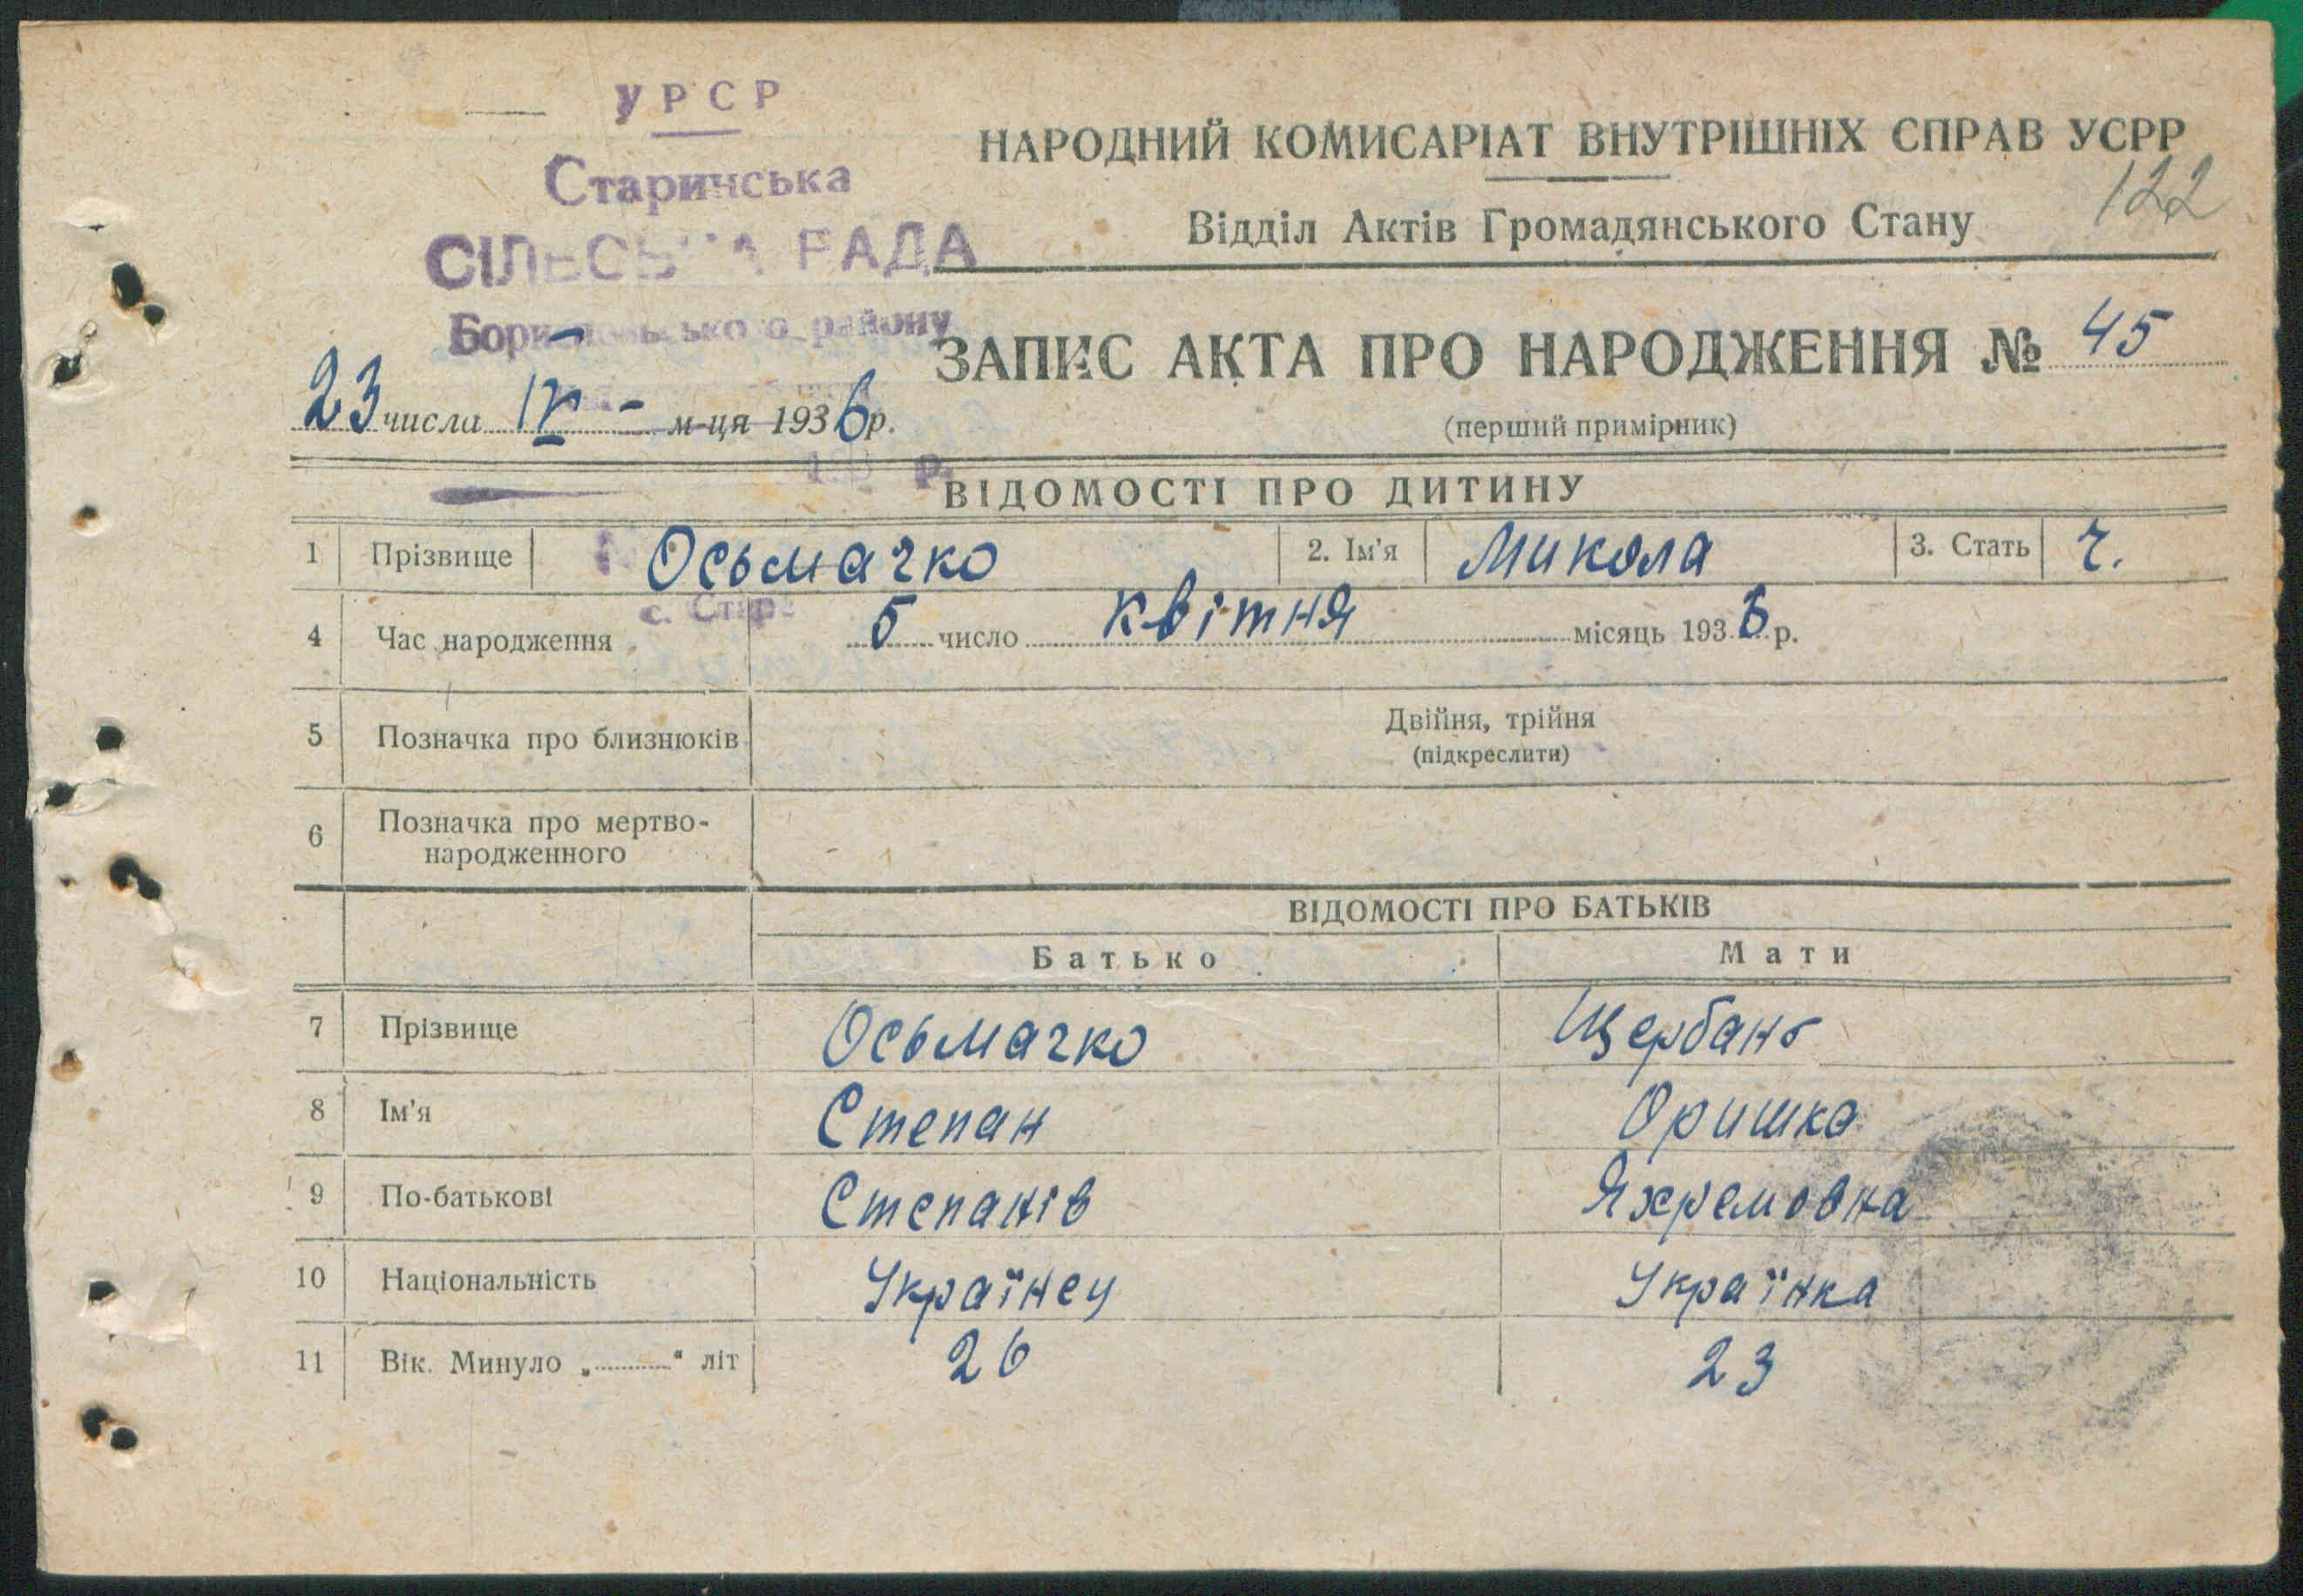 УРСР
Старинська
СІЛЬСЬКА РАДА
Бориспольського району
НАРОДНИЙ КОМИСАРІАТ ВНУТРІШНІХ СПРАВ УСРР
122
Відділ Актів Громадянського Стану
ЗАПИС АКТА ПРО НАРОДЖЕННЯ № 45
23 числа IV - м-ця 1936 р.
(перший примірник)
р.
ВІДОМОСТІ ПРО ДИТИНУ
1 Прізвище Осьмачко 2. Ім'я Микола 3. Стать ч.
с. Стар
4 Час народження 5 число квітня місяць 1936 р.
5 Позначка про близнюків Двійня, трійня
(підкреслити)
6 Позначка про мертво-
народженного
ВІДОМОСТІ ПРО БАТЬКІВ
Батько Мати
7 Прізвище Осьмачко Щербань
8 Ім'я Степан Оришка
9 По-батькові Степанів Яхремовна
10 Національність Українец Українка
11 Вік. Минуло „ “ літ 26 23